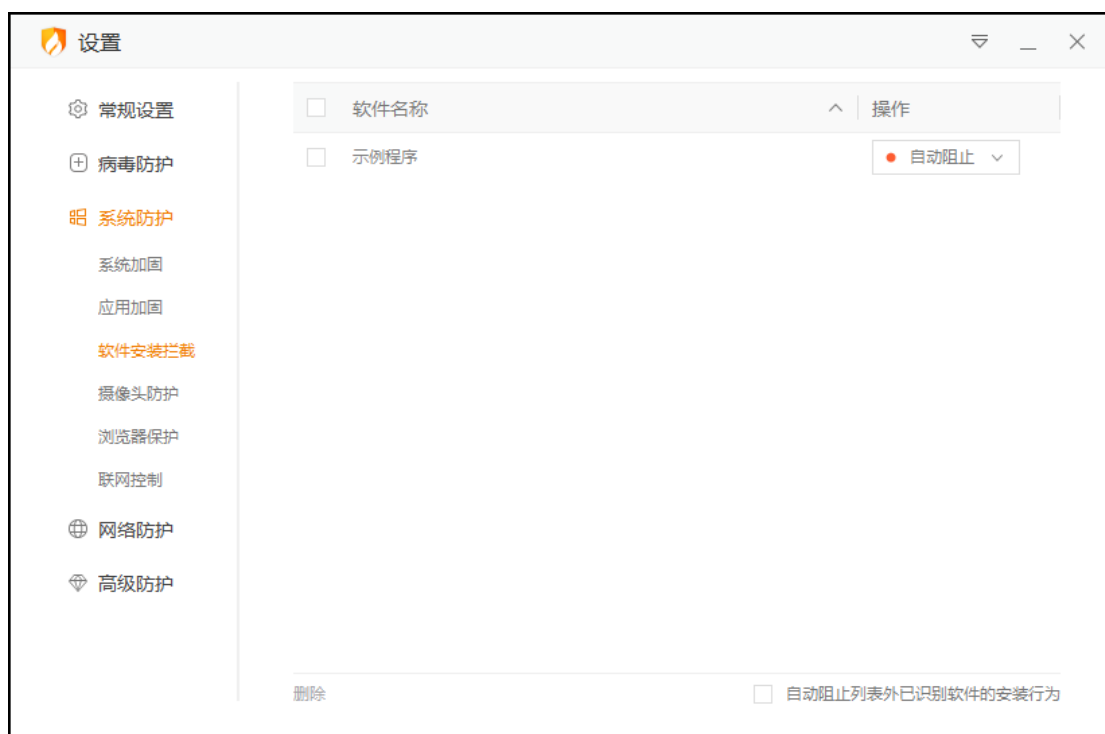 设置
常规设置
病毒防护
系统防护
系统加固
应用加固
软件安装拦截
摄像头防护
浏览器保护
联网控制
网络防护
高级防护
软件名称 操作
示例程序 自动阻止
删除 自动阻止列表外已识别软件的安装行为